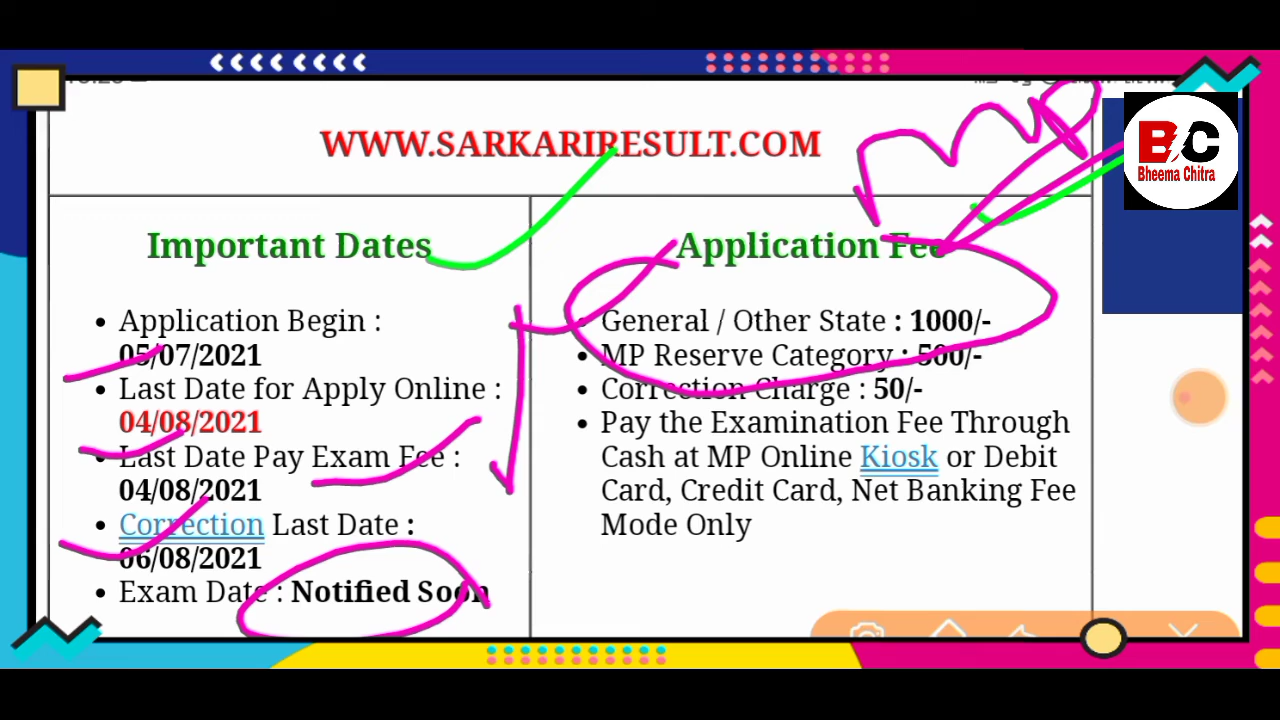 WWW.SARKARIRESULT.COM
MP
BC
Bheema Chitra
Important Dates
Application Begin :
05/07/2021
Last Date for Apply Online :
04/08/2021
Last Date Pay Exam Fee :
04/08/2021
Correction Last Date :
06/08/2021
Exam Date : Notified Soon
Application Fee
General / Other State : 1000/-
MP Reserve Category : 500/-
Correction Charge : 50/-
Pay the Examination Fee Through
Cash at MP Online Kiosk or Debit
Card, Credit Card, Net Banking Fee
Mode Only